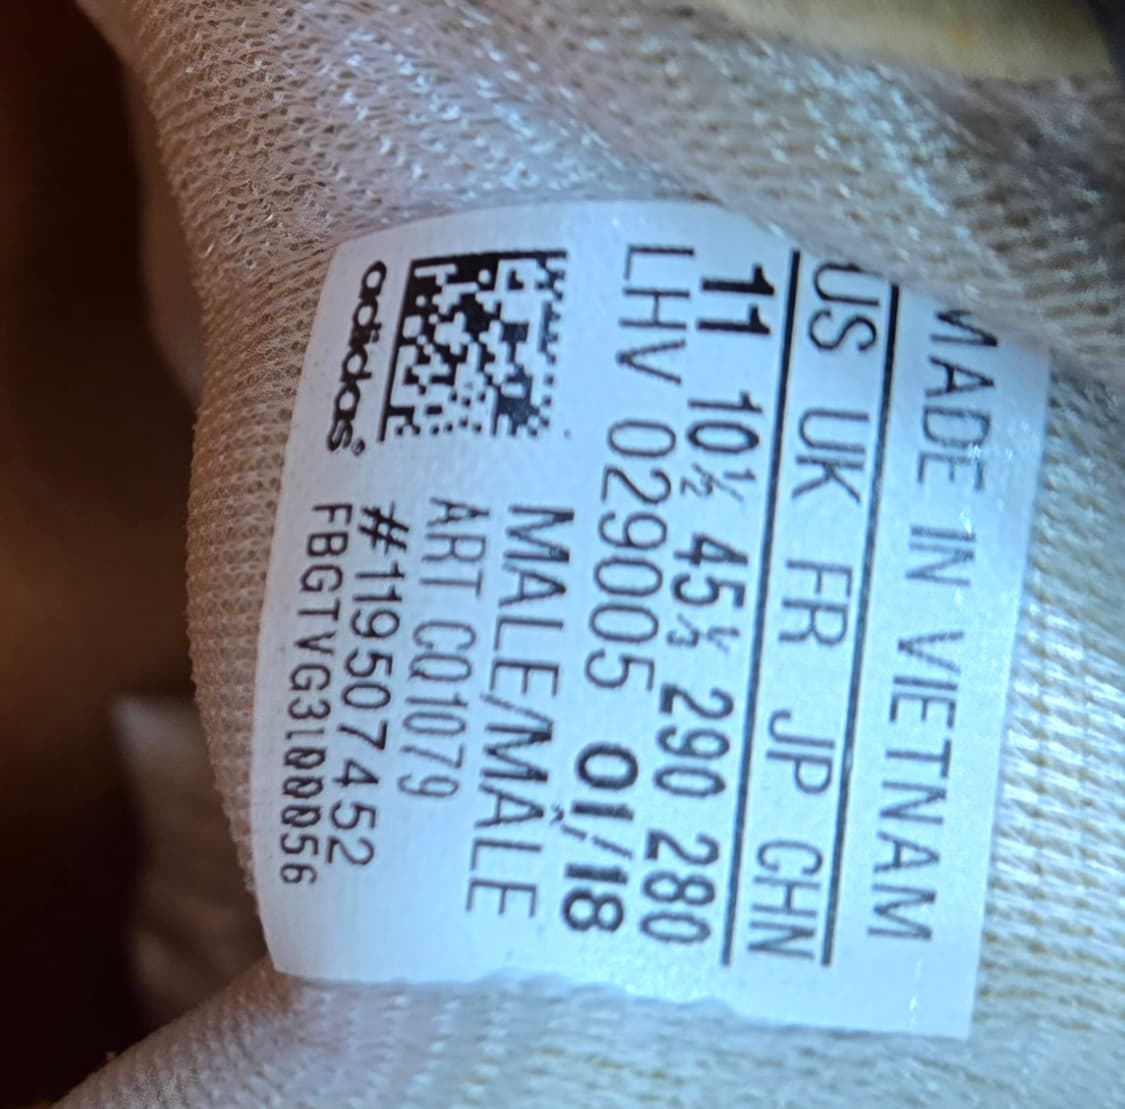 MADE IN VIETNAM
US UK FR JP CHN
11 10½ 45⅓ 290 280
LHV 029005 01/18
MALE/MÂLE
ART CQ1079
#119507452
FBGTVG3100056
adidas®